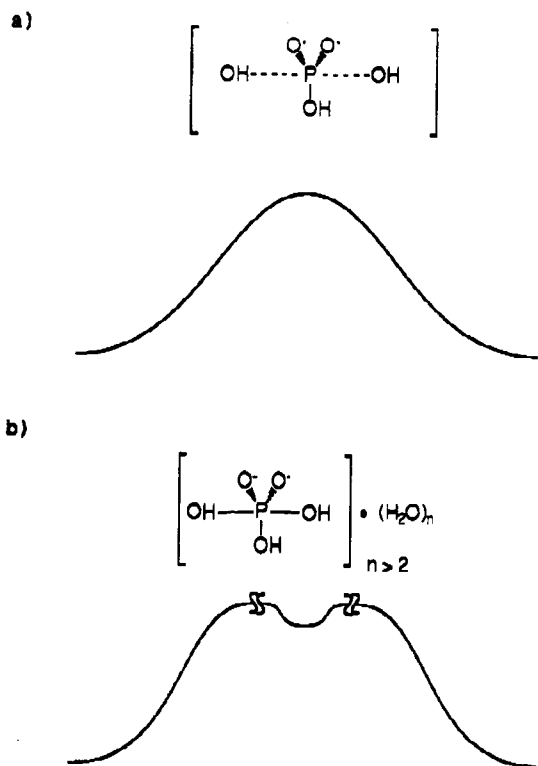 a)
O⁻ O⁻
OH-----P-----OH
OH
b)
O⁻ O⁻
OH—P—OH • (H₂O)ₙ
OH
n > 2